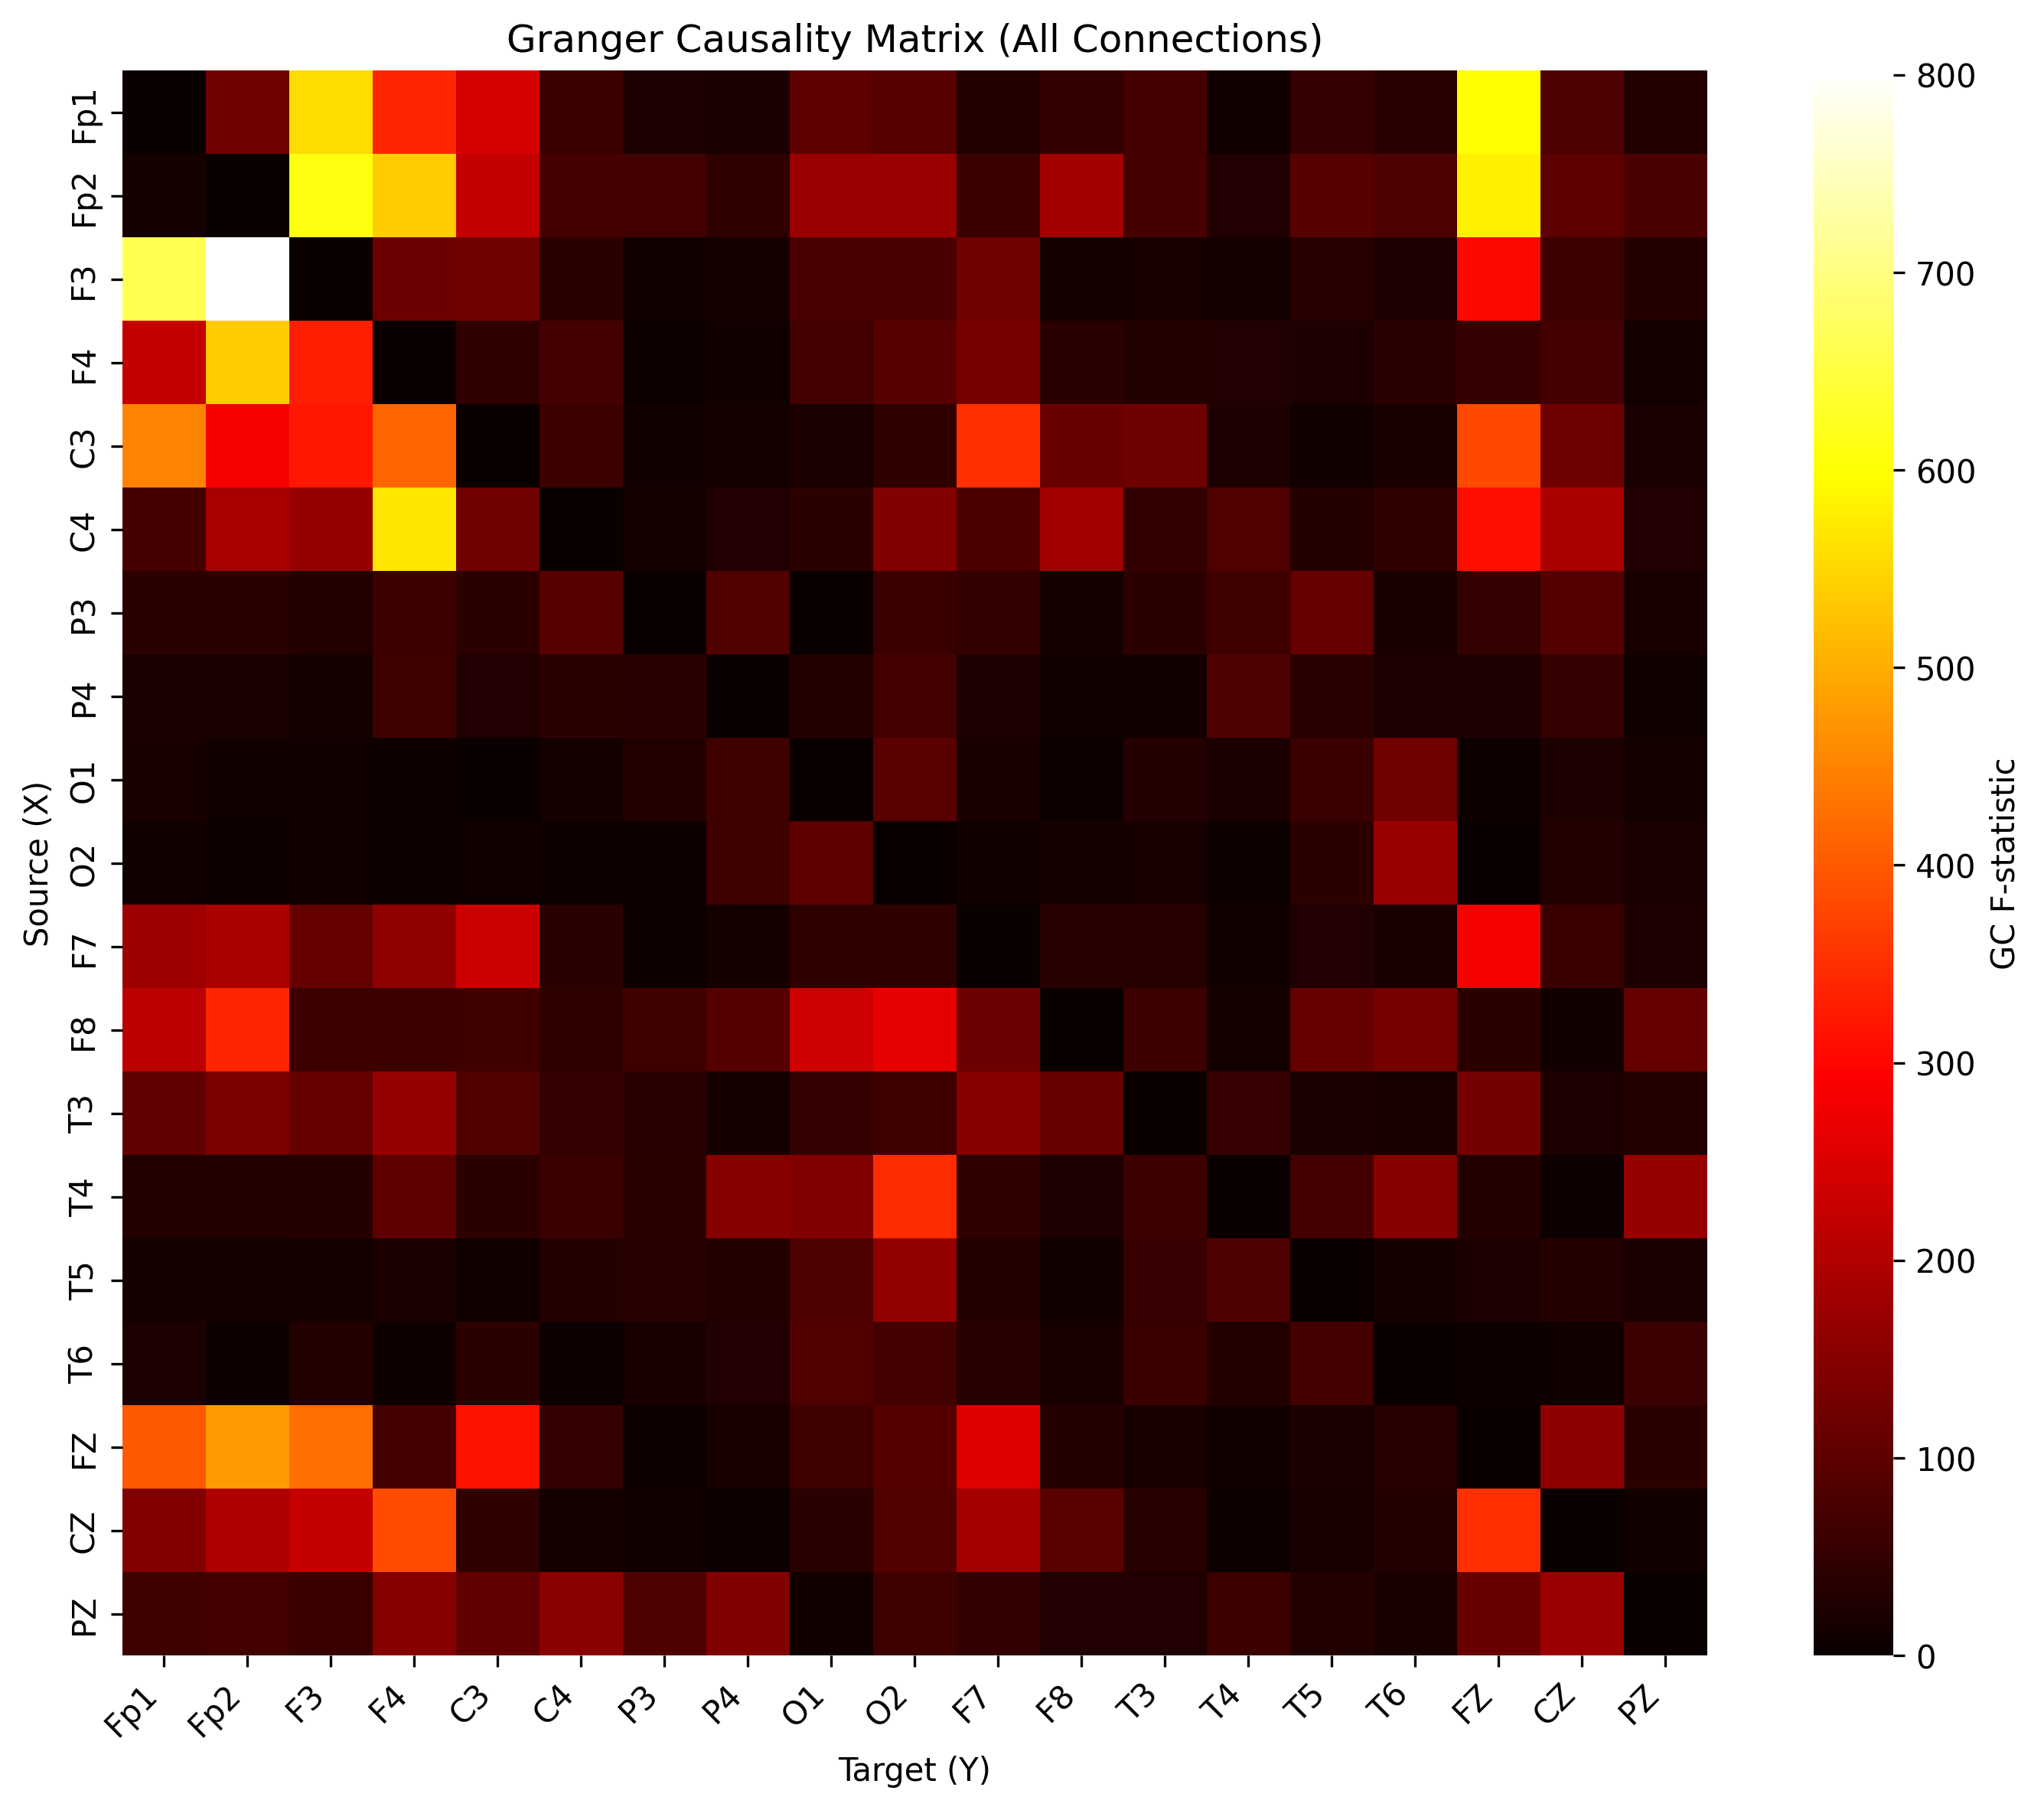 Granger Causality Matrix (All Connections)
Source (X)
Fp1
Fp2
F3
F4
C3
C4
P3
P4
O1
O2
F7
F8
T3
T4
T5
T6
FZ
CZ
PZ
Fp1 Fp2 F3 F4 C3 C4 P3 P4 O1 O2 F7 F8 T3 T4 T5 T6 FZ CZ PZ
Target (Y)
800
700
600
500
400
300
200
100
0
GC F-statistic